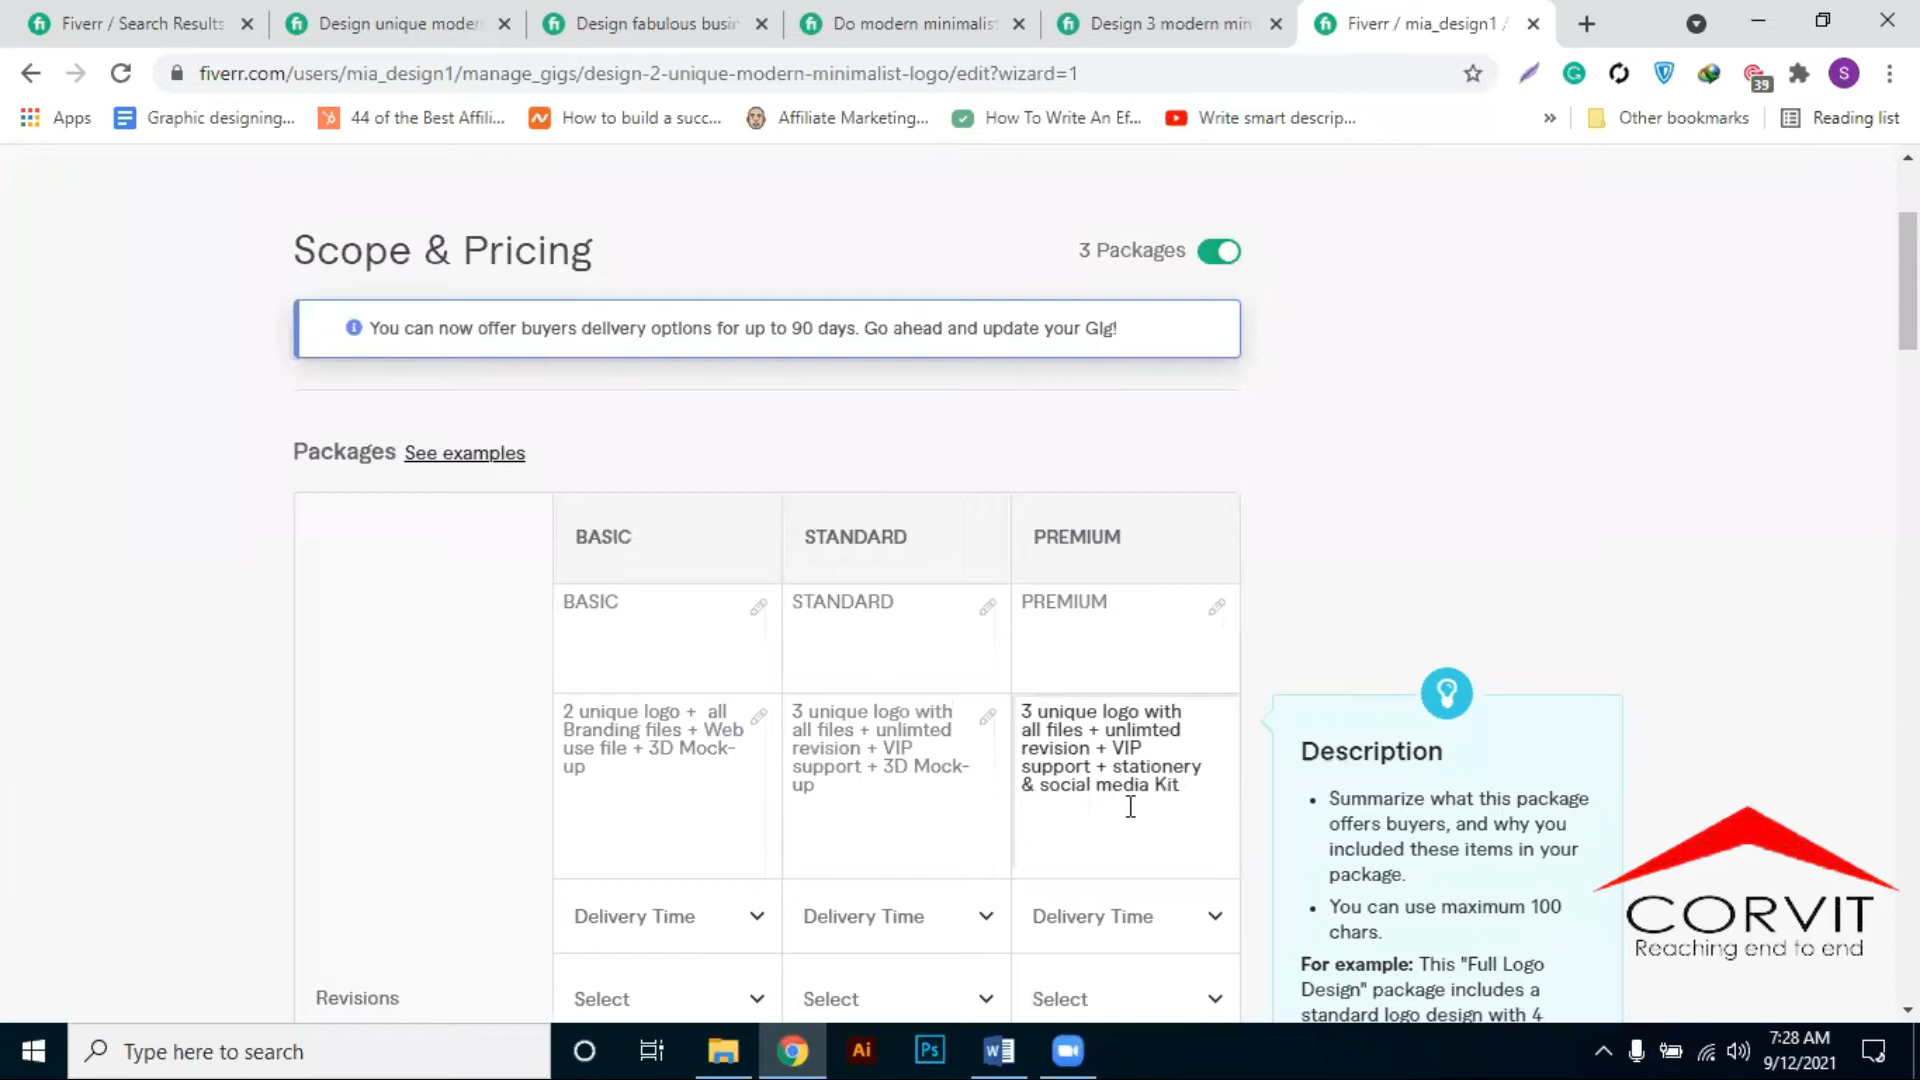 Fiverr / Search Results
Design unique moder
Design fabulous busir
Do modern minimalis
Design 3 modern min
Fiverr / mia_design1 /
fiverr.com/users/mia_design1/manage_gigs/design-2-unique-modern-minimalist-logo/edit?wizard=1
39
S
Apps
Graphic designing...
44 of the Best Affili...
How to build a succ...
Affiliate Marketing...
How To Write An Ef...
Write smart descrip...
»
Other bookmarks
Reading list
Scope & Pricing
3 Packages
You can now offer buyers delivery options for up to 90 days. Go ahead and update your Gig!
Packages See examples
BASIC
STANDARD
PREMIUM
BASIC
STANDARD
PREMIUM
2 unique logo + all
Branding files + Web
use file + 3D Mock-
up
3 unique logo with
all files + unlimted
revision + VIP
support + 3D Mock-
up
3 unique logo with
all files + unlimted
revision + VIP
support + stationery
& social media Kit
Delivery Time
Delivery Time
Delivery Time
Revisions
Select
Select
Select
Description
• Summarize what this package
offers buyers, and why you
included these items in your
package.
• You can use maximum 100
chars.
For example: This "Full Logo
Design" package includes a
standard logo design with 4
CORVIT
Reaching end to end
Type here to search
Ai
Ps
7:28 AM
9/12/2021